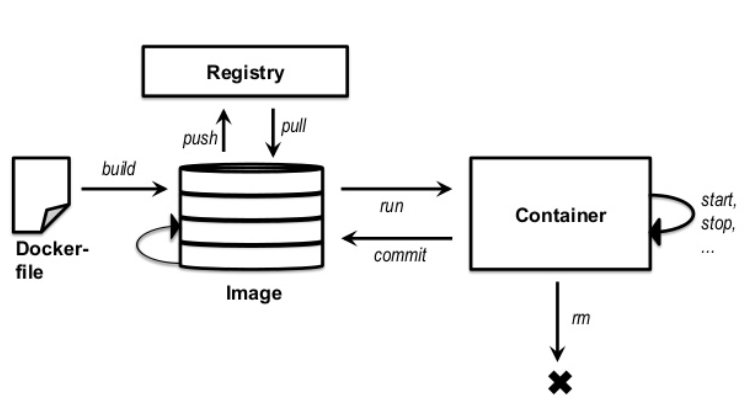 Registry
push
pull
build
Docker-
file
Image
run
commit
Container
start,
stop,
...
rm